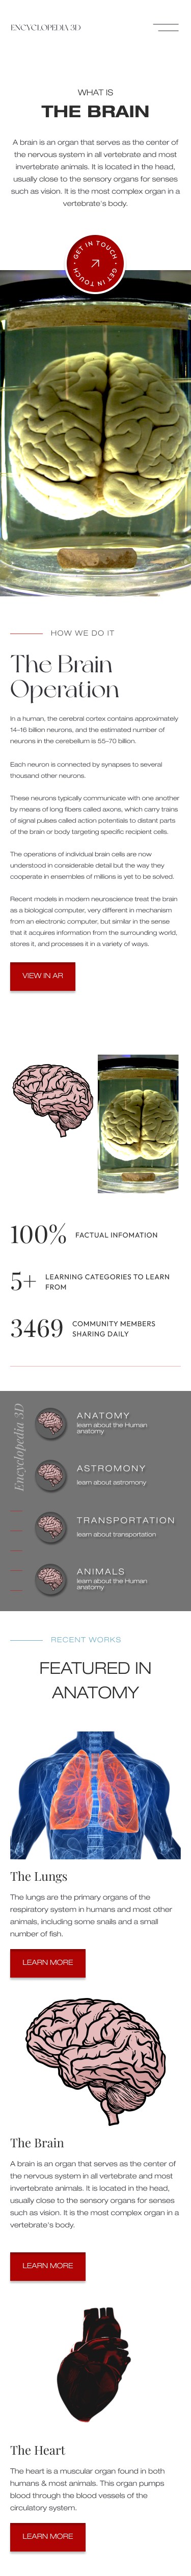 ENCYCLOPEDIA 3D
WHAT IS
THE BRAIN
A brain is an organ that serves as the center of
the nervous system in all vertebrate and most
invertebrate animals. It is located in the head,
usually close to the sensory organs for senses
such as vision. It is the most complex organ in a
vertebrate's body.
• GET IN TOUCH • GET IN TOUCH
HOW WE DO IT
The Brain
Operation
In a human, the cerebral cortex contains approximately
14–16 billion neurons, and the estimated number of
neurons in the cerebellum is 55–70 billion.
Each neuron is connected by synapses to several
thousand other neurons.
These neurons typically communicate with one another
by means of long fibers called axons, which carry trains
of signal pulses called action potentials to distant parts
of the brain or body targeting specific recipient cells.
The operations of individual brain cells are now
understood in considerable detail but the way they
cooperate in ensembles of millions is yet to be solved.
Recent models in modern neuroscience treat the brain
as a biological computer, very different in mechanism
from an electronic computer, but similar in the sense
that it acquires information from the surrounding world,
stores it, and processes it in a variety of ways.
VIEW IN AR
100% FACTUAL INFOMATION
5+ LEARNING CATEGORIES TO LEARN
FROM
3469 COMMUNITY MEMBERS
SHARING DAILY
Encyclopedia 3D
ANATOMY
learn about the Human
anatomy
ASTROMONY
learn about astromony
TRANSPORTATION
learn about transportation
ANIMALS
learn about the Human
anatomy
RECENT WORKS
FEATURED IN
ANATOMY
The Lungs
The lungs are the primary organs of the
respiratory system in humans and most other
animals, including some snails and a small
number of fish.
LEARN MORE
The Brain
A brain is an organ that serves as the center of
the nervous system in all vertebrate and most
invertebrate animals. It is located in the head,
usually close to the sensory organs for senses
such as vision. It is the most complex organ in a
vertebrate's body.
LEARN MORE
The Heart
The heart is a muscular organ found in both
humans & most animals. This organ pumps
blood through the blood vessels of the
circulatory system.
LEARN MORE